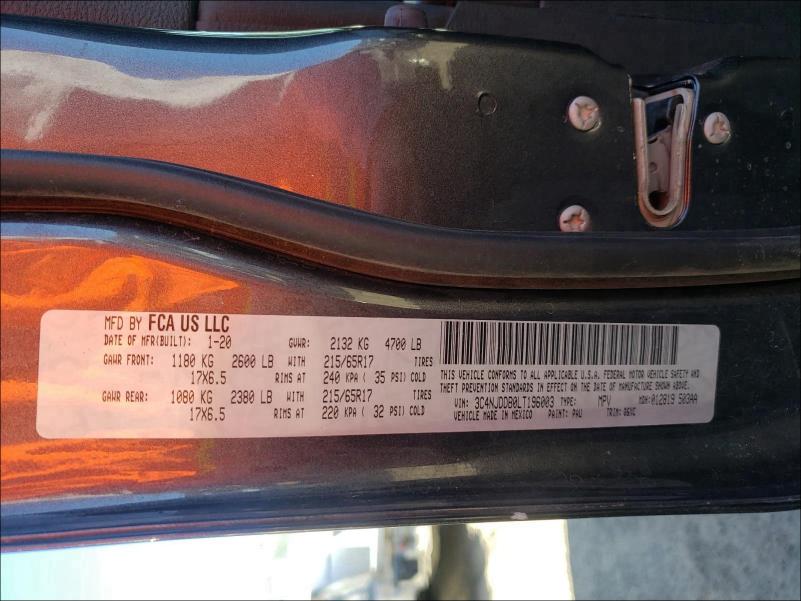 MFD BY FCA US LLC
DATE OF MFR(BUILT): 1-20 GVWR: 2132 KG 4700 LB
GAWR FRONT: 1180 KG 2600 LB WITH 215/65R17 TIRES
17X6.5 RIMS AT 240 KPA ( 35 PSI) COLD
GAWR REAR: 1080 KG 2380 LB WITH 215/65R17 TIRES
17X6.5 RIMS AT 220 KPA ( 32 PSI) COLD
THIS VEHICLE CONFORMS TO ALL APPLICABLE U.S.A. FEDERAL MOTOR VEHICLE SAFETY AND
THEFT PREVENTION STANDARDS IN EFFECT ON THE DATE OF MANUFACTURE SHOWN ABOVE.
VIN: 3C4NJDDB0LT196003 TYPE: MPV MDH: 012819 503AA
VEHICLE MADE IN MEXICO PAINT: PAU TRIM: